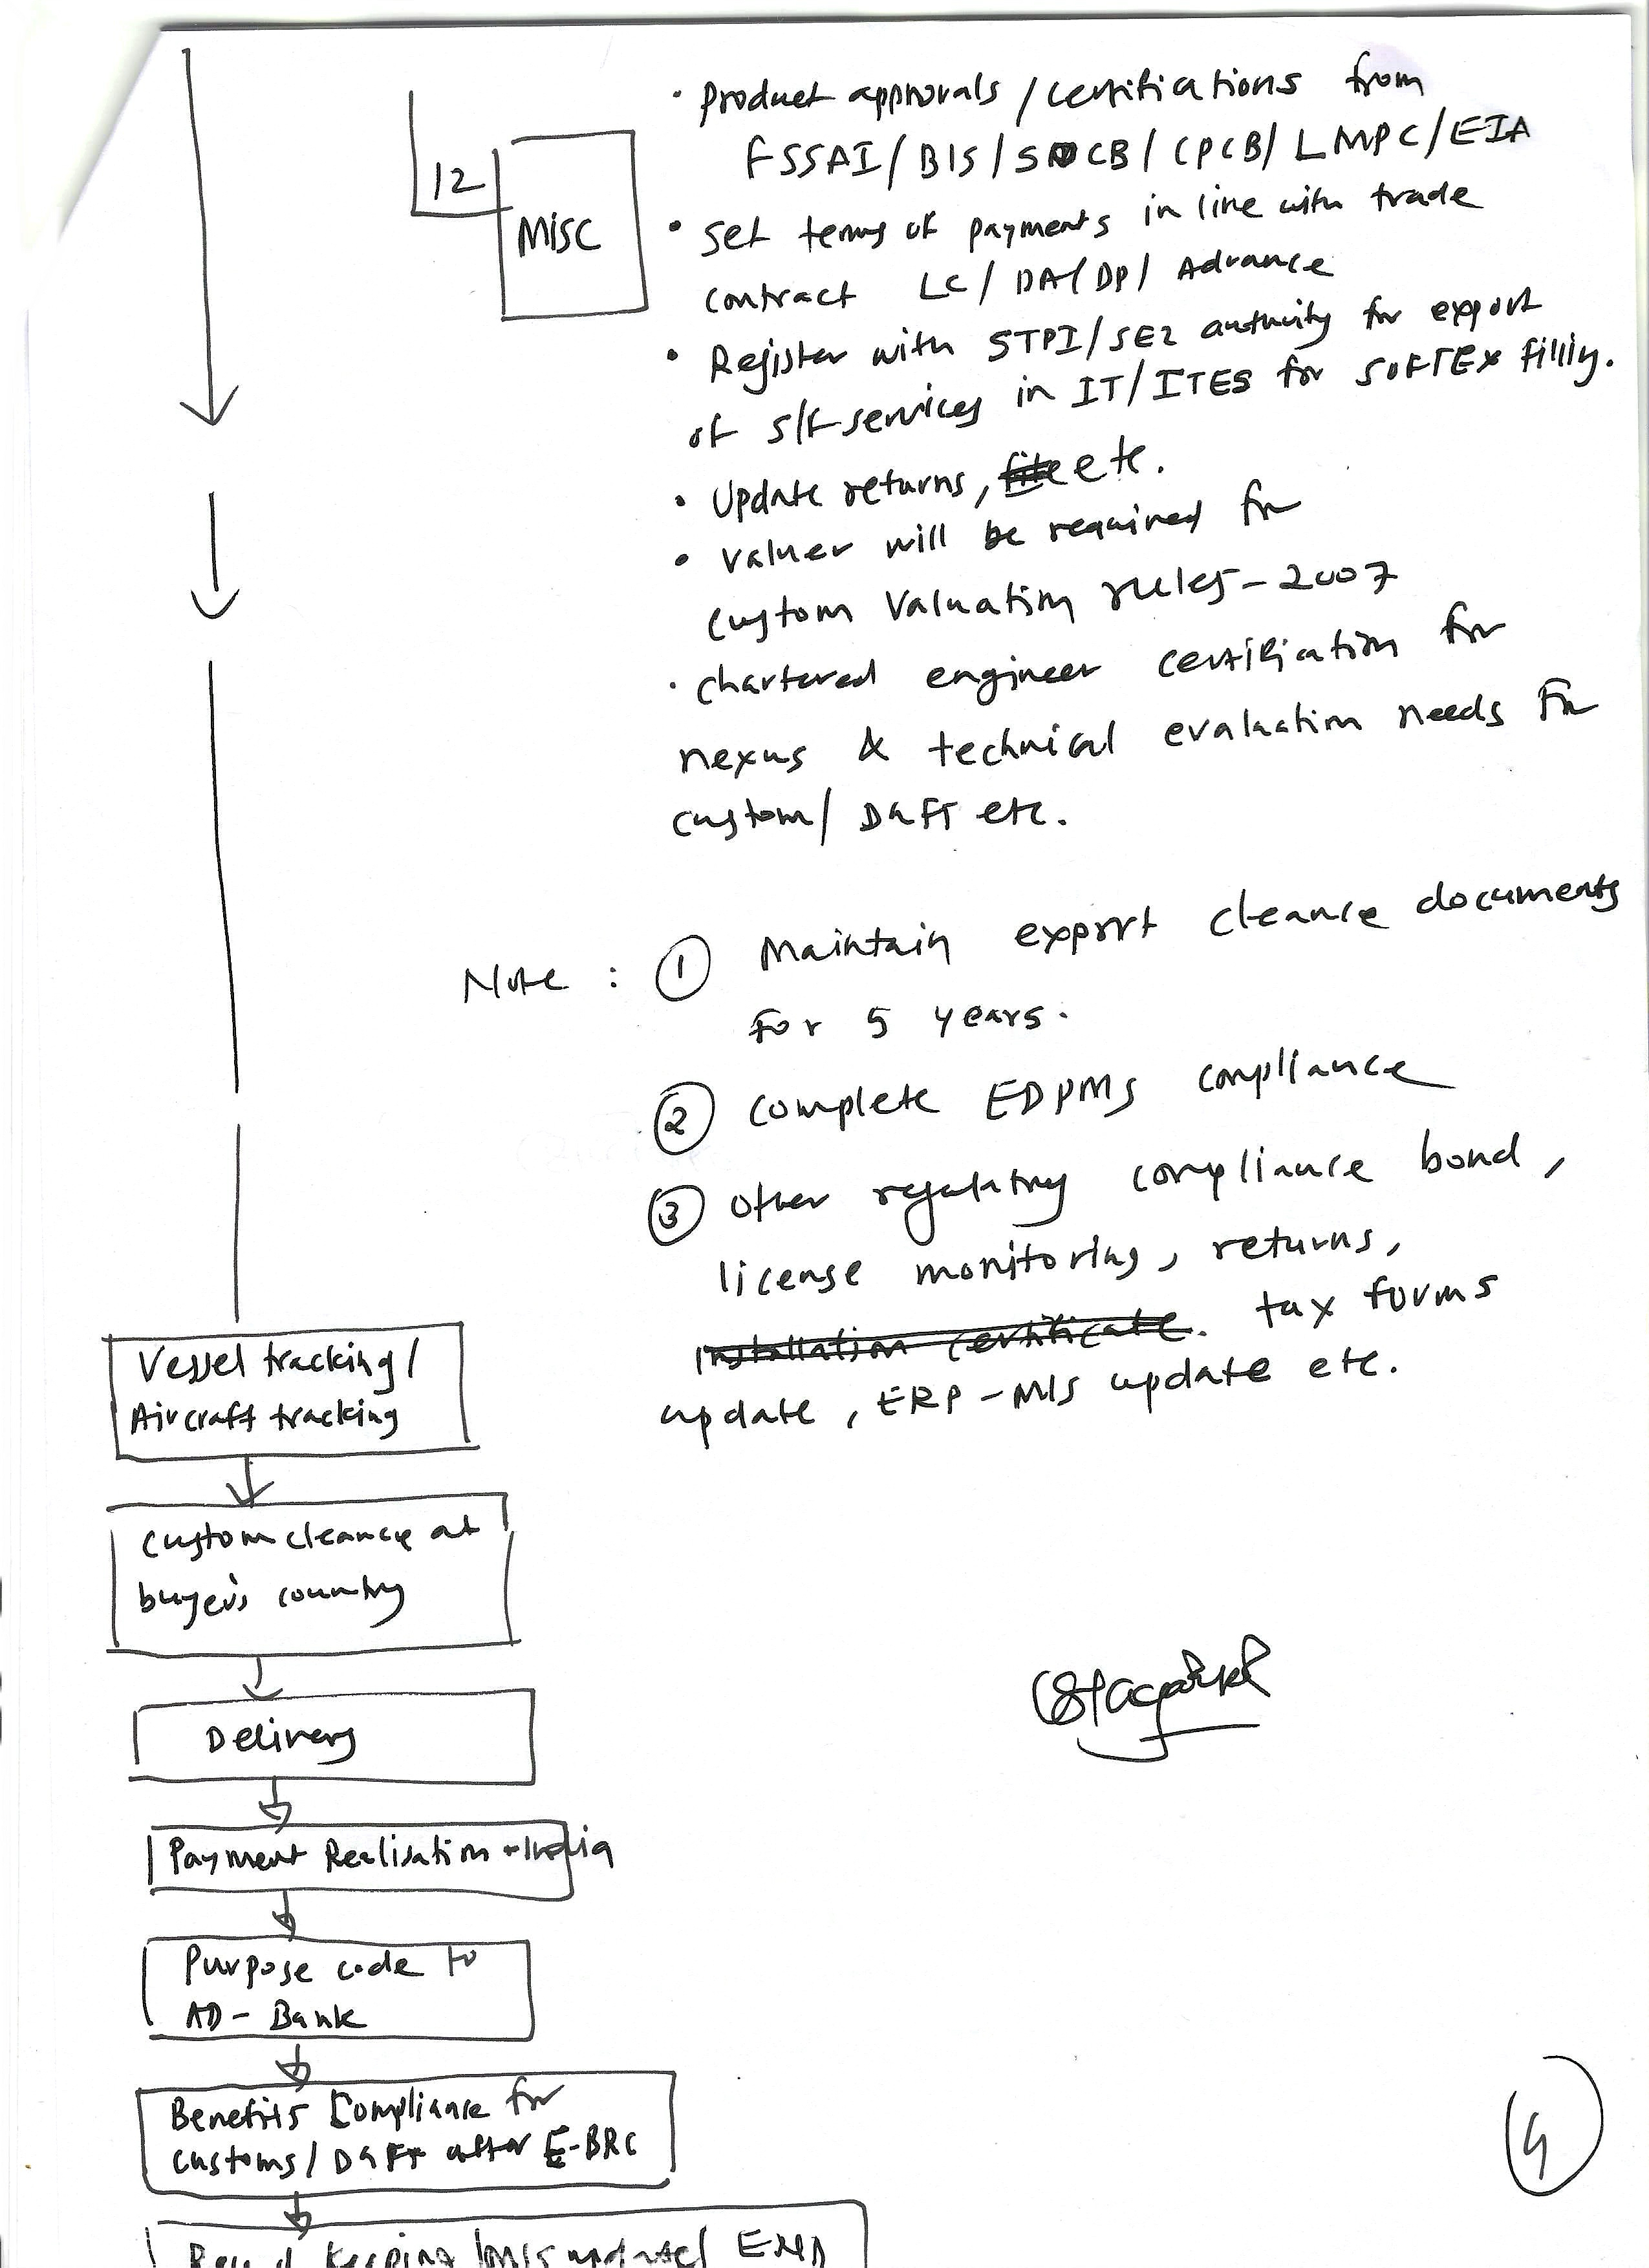 • Product approvals / certifications from
FSSAI / BIS / SPCB / CPCB / LMPC / EIA
12
MISC
• Set terms of payments in line with trade
contract LC / DA / DP / Advance
• Register with STPI / SEZ authority for export
of S/F services in IT / ITES for SOFTEX filling.
• Update returns, etc.
• Valuer will be required for
Custom Valuation rules - 2007
• Chartered engineer certification for
nexus & technical evaluation needs for
custom / DGFT etc.
Note : ① Maintain export clearance documents
For 5 years.
② Complete EDPMS compliance
③ Other regulatory compliance bond,
license monitoring, returns,
Installation certificate. tax forms
update, ERP - MIS update etc.
Vessel tracking /
Aircraft tracking
Custom clearance at
buyer's country
Delivery
Payment Realisation - India
Purpose code to
AD - Bank
Benefits Compliance for
Customs / DGFT after E-BRC
Record Keeping / MIS update / END